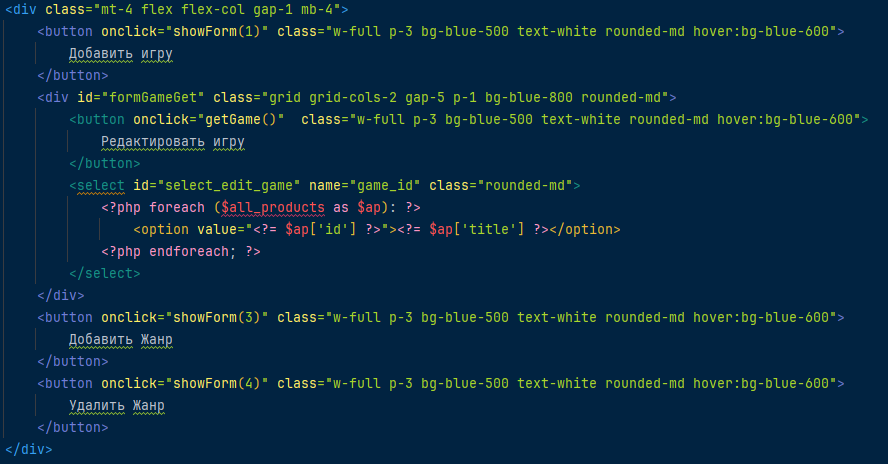 <div class="mt-4 flex flex-col gap-1 mb-4">
<button onclick="showForm(1)" class="w-full p-3 bg-blue-500 text-white rounded-md hover:bg-blue-600">
Добавить игру
</button>
<div id="formGameGet" class="grid grid-cols-2 gap-5 p-1 bg-blue-800 rounded-md">
<button onclick="getGame()"  class="w-full p-3 bg-blue-500 text-white rounded-md hover:bg-blue-600">
Редактировать игру
</button>
<select id="select_edit_game" name="game_id" class="rounded-md">
<?php foreach ($all_products as $ap): ?>
<option value="<?= $ap['id'] ?>"><?= $ap['title'] ?></option>
<?php endforeach; ?>
</select>
</div>
<button onclick="showForm(3)" class="w-full p-3 bg-blue-500 text-white rounded-md hover:bg-blue-600">
Добавить Жанр
</button>
<button onclick="showForm(4)" class="w-full p-3 bg-blue-500 text-white rounded-md hover:bg-blue-600">
Удалить Жанр
</button>
</div>